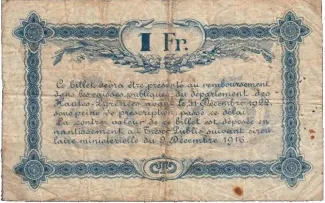 1 Fr.
Ce billet devra être présenté au remboursement
dans les caisses publiques du département des
Hautes-Pyrénées avant le 31 Décembre 1922,
sous peine de prescription passé ce délai.
La contre valeur de ce billet est déposée en
nantissement au Trésor Public suivant circu-
laire ministérielle du 9 Décembre 1916.